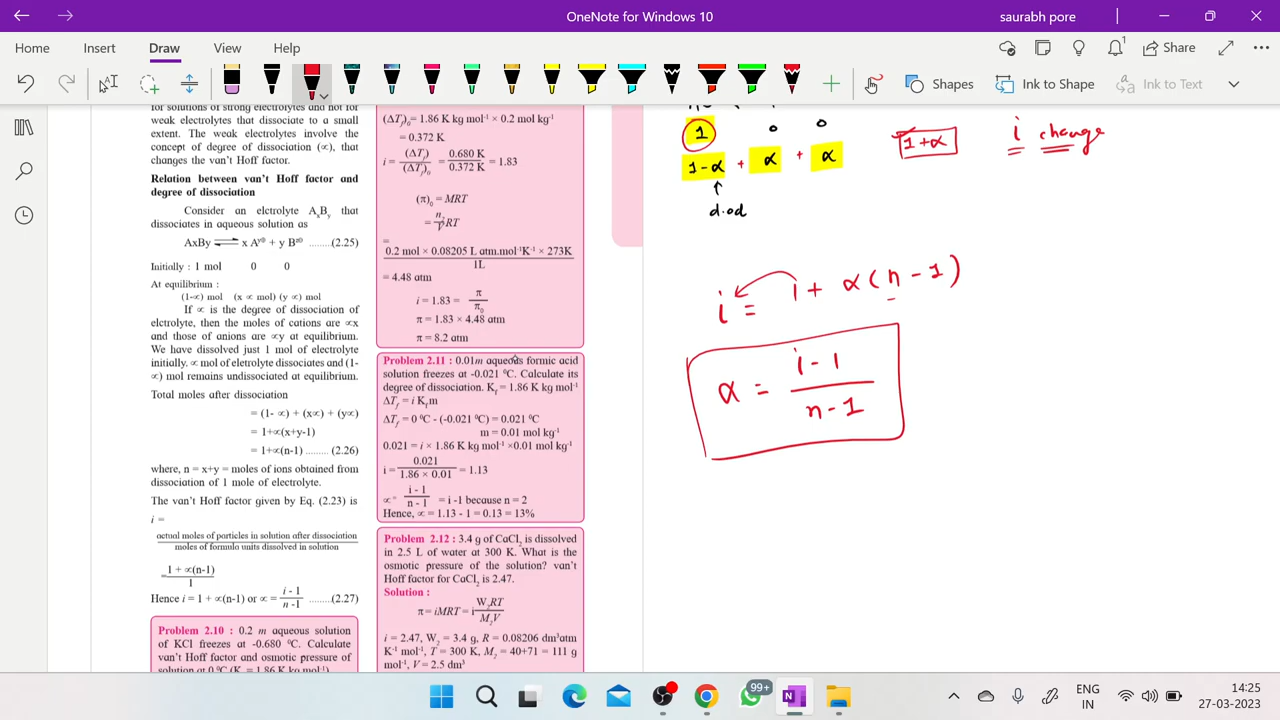 OneNote for Windows 10
saurabh pore
Home Insert Draw View Help
Share
Shapes
Ink to Shape
Ink to Text
for solutions of strong electrolytes and not for
weak electrolytes that dissociate to a small
extent. The weak electrolytes involve the
concept of degree of dissociation (∝), that
changes the van't Hoff factor.
Relation between van't Hoff factor and
degree of dissociation
Consider an elctrolyte AxBy that
dissociates in aqueous solution as
AxBy ⇌ x A^y⊕ + y B^x⊖ ........(2.25)
Initially : 1 mol 0 0
At equilibrium :
(1-∝) mol (x ∝ mol) (y ∝) mol
If ∝ is the degree of dissociation of
elctrolyte, then the moles of cations are ∝x
and those of anions are ∝y at equilibrium.
We have dissolved just 1 mol of electrolyte
initially. ∝ mol of eletrolyte dissociates and (1-
∝) mol remains undissociated at equilibrium.
Total moles after dissociation
= (1- ∝) + (x∝) + (y∝)
= 1+∝(x+y-1)
= 1+∝(n-1) ......... (2.26)
where, n = x+y = moles of ions obtained from
dissociation of 1 mole of electrolyte.
The van't Hoff factor given by Eq. (2.23) is
i =
actual moles of particles in solution after dissociation
moles of formula units dissolved in solution
= 1 + ∝(n-1)
1
Hence i = 1 + ∝(n-1) or ∝ = i - 1 / n -1 ........(2.27)
Problem 2.10 : 0.2 m aqueous solution
of KCl freezes at -0.680 ⁰C. Calculate
van't Hoff factor and osmotic pressure of
solution at 0 ⁰C (K = 1.86 K kg mol⁻¹)
(ΔTf)₀= 1.86 K kg mol⁻¹ × 0.2 mol kg⁻¹
= 0.372 K
i = (ΔTf) / (ΔTf)₀ = 0.680 K / 0.372 K = 1.83
(π)₀ = MRT
= n₂/V RT
=
0.2 mol × 0.08205 L atm.mol⁻¹K⁻¹ × 273K
1L
= 4.48 atm
i = 1.83 = π / π₀
π = 1.83 × 4.48 atm
π = 8.2 atm
Problem 2.11 : 0.01m aqueous formic acid
solution freezes at -0.021 ⁰C. Calculate its
degree of dissociation. Kf = 1.86 K kg mol⁻¹
ΔTf = i Kf m
ΔTf = 0 ⁰C - (-0.021 ⁰C) = 0.021 ⁰C
m = 0.01 mol kg⁻¹
0.021 = i × 1.86 K kg mol⁻¹ ×0.01 mol kg⁻¹
i = 0.021 / 1.86 × 0.01 = 1.13
∝ = i - 1 / n - 1 = i -1 because n = 2
Hence, ∝ = 1.13 - 1 = 0.13 = 13%
Problem 2.12 : 3.4 g of CaCl₂ is dissolved
in 2.5 L of water at 300 K. What is the
osmotic pressure of the solution? van't
Hoff factor for CaCl₂ is 2.47.
Solution :
π = iMRT = i W₂RT / M₂V
i = 2.47, W₂ = 3.4 g, R = 0.08206 dm³atm
K⁻¹ mol⁻¹, T = 300 K, M₂ = 40+71 = 111 g
mol⁻¹, V = 2.5 dm³
1 0 0
1-α + α + α
d.od
1+α
i change
i = 1 + α (n - 1)
α = i - 1 / n - 1
99+
ENG
IN
14:25
27-03-2023